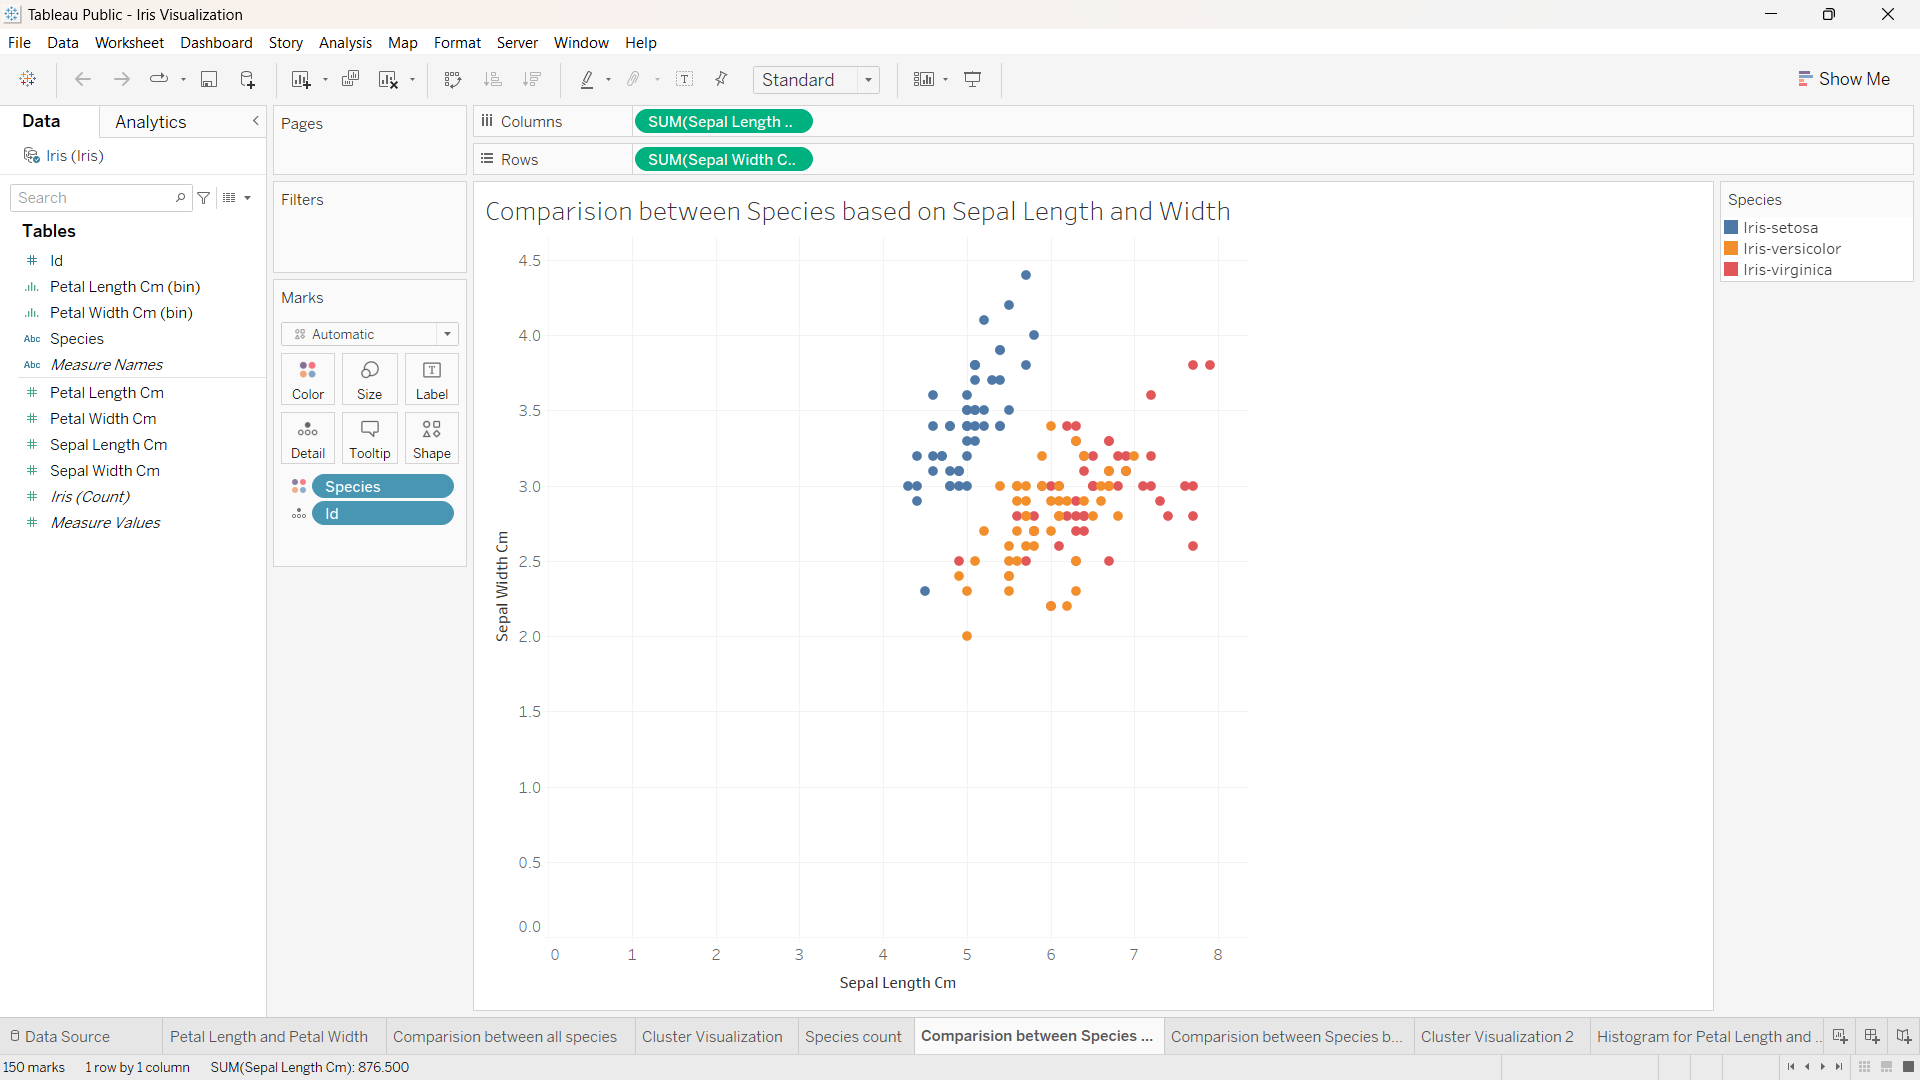 Tableau Public - Iris Visualization
File Data Worksheet Dashboard Story Analysis Map Format Server Window Help
Standard
Show Me
Data
Analytics
Iris (Iris)
Search
Tables
Id
Petal Length Cm (bin)
Petal Width Cm (bin)
Abc Species
Abc Measure Names
Petal Length Cm
Petal Width Cm
Sepal Length Cm
Sepal Width Cm
Iris (Count)
Measure Values
Pages
Filters
Marks
Automatic
Color Size Label
Detail Tooltip Shape
Species
Id
Columns SUM(Sepal Length ..
Rows SUM(Sepal Width C..
Comparision between Species based on Sepal Length and Width
4.5
4.0
3.5
3.0
2.5
2.0
1.5
1.0
0.5
0.0
Sepal Width Cm
0 1 2 3 4 5 6 7 8
Sepal Length Cm
Species
Iris-setosa
Iris-versicolor
Iris-virginica
Data Source
Petal Length and Petal Width
Comparision between all species
Cluster Visualization
Species count
Comparision between Species ...
Comparision between Species b...
Cluster Visualization 2
Histogram for Petal Length and ..
150 marks 1 row by 1 column SUM(Sepal Length Cm): 876.500